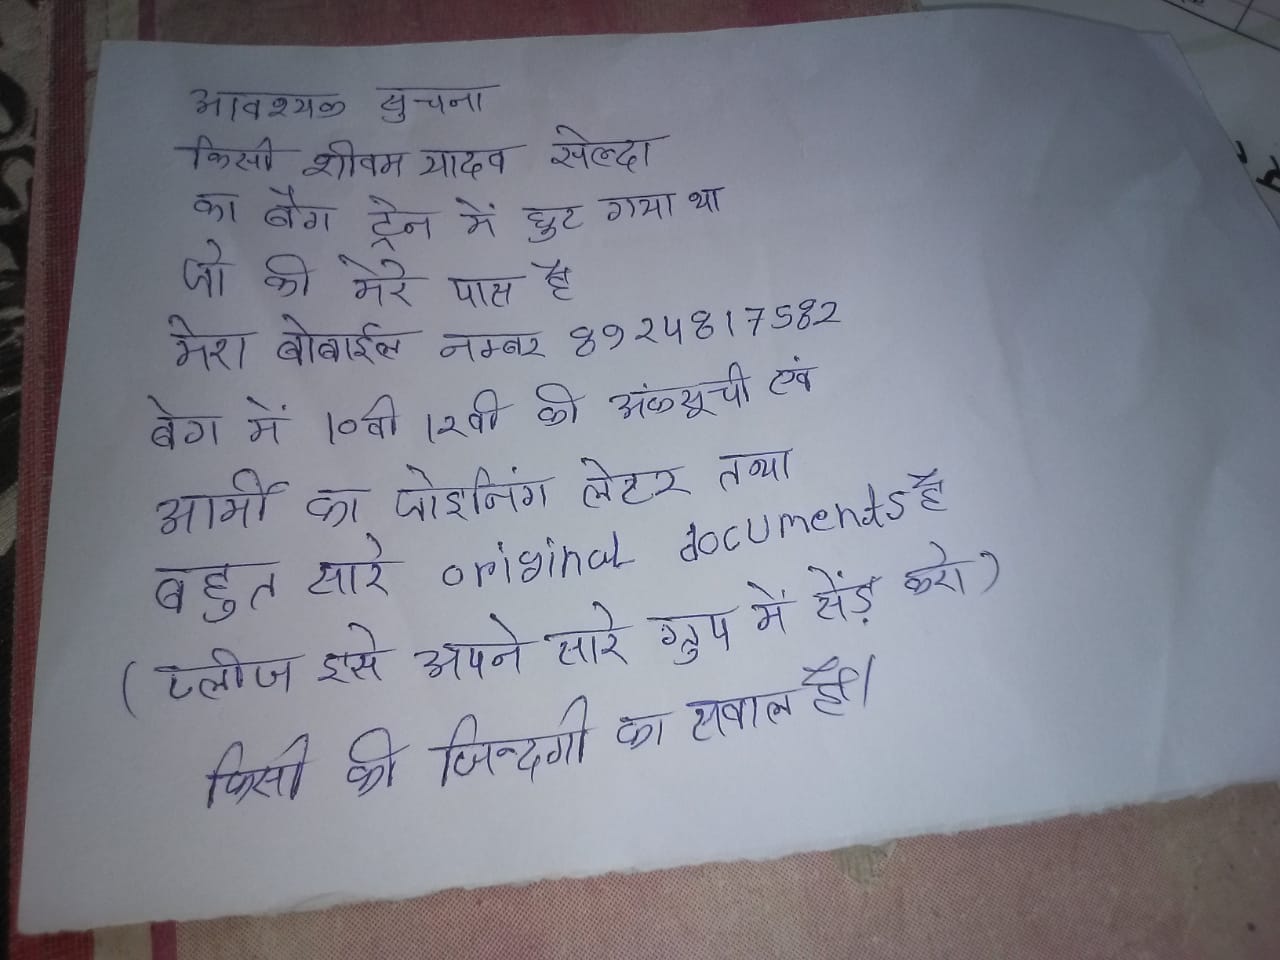 आवश्यक सुचना
किसी शीवम यादव सेल्दा
का बैग ट्रेन में छुट गया था
जो की मेरे पास है
मेरा बोबाईल नम्बर 8924817582
बेग में 10वी 12वी की अंकसूची एवं
आर्मी का जोइनिंग लेटर तथा
बहुत सारे original documents है
(प्लीज इसे अपने सारे ग्रुप में सेंड़ करो)
किसी की जिन्दगी का सवाल है।